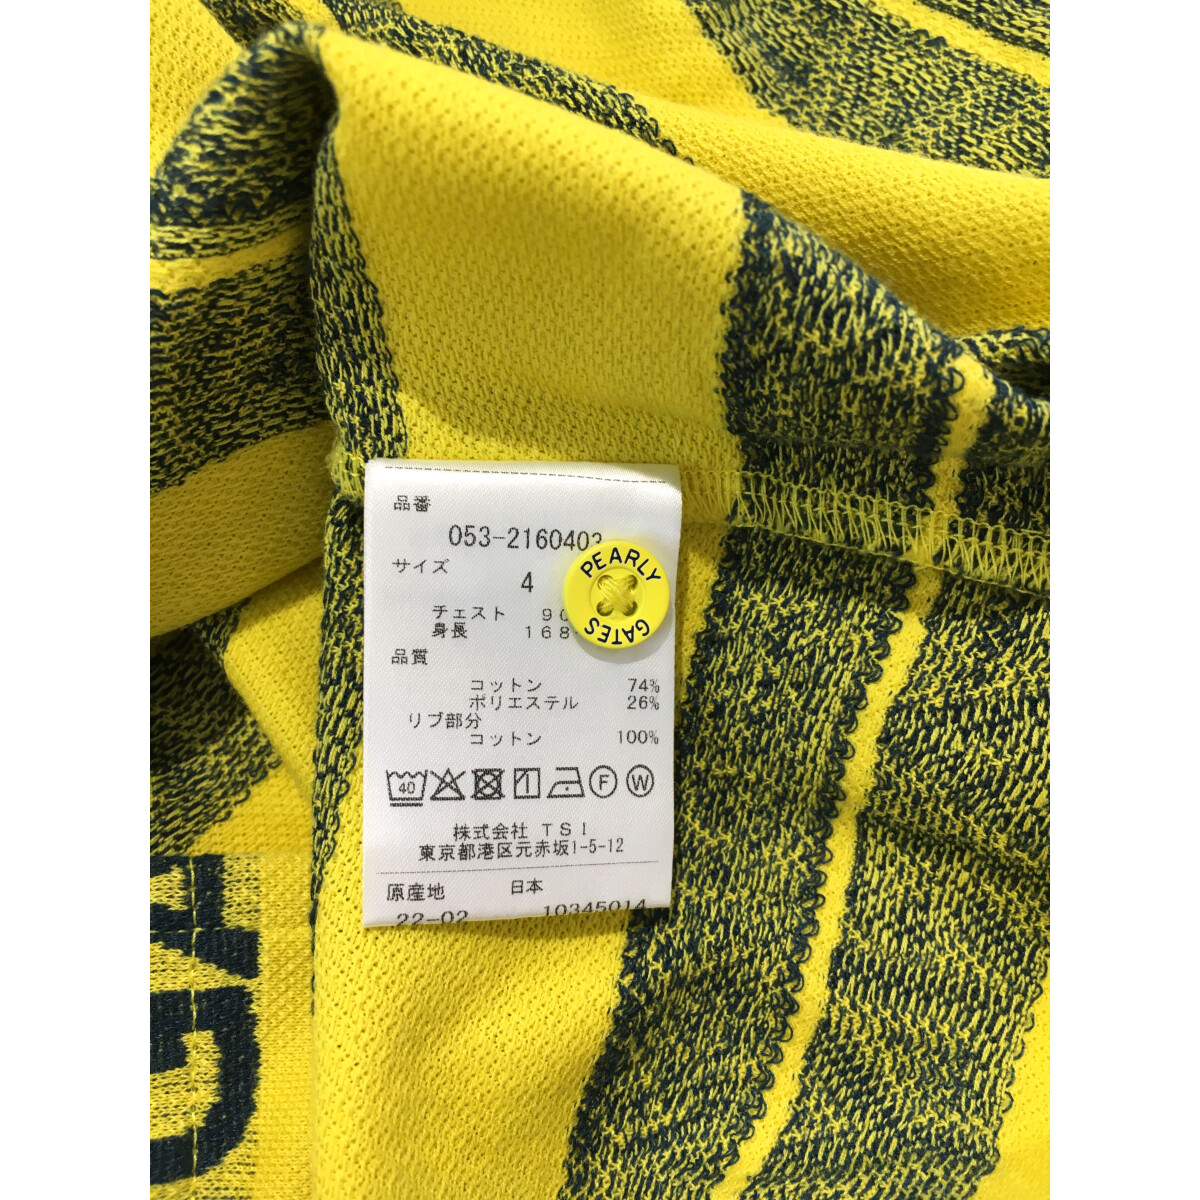 品番
053-2160403
サイズ
4
PEARLY
GATES
チェスト 90
身長 168
品質
コットン 74%
ポリエステル 26%
リブ部分
コットン 100%
40
F W
株式会社 TSI
東京都港区元赤坂1-5-12
原産地 日本
22-02 10345014